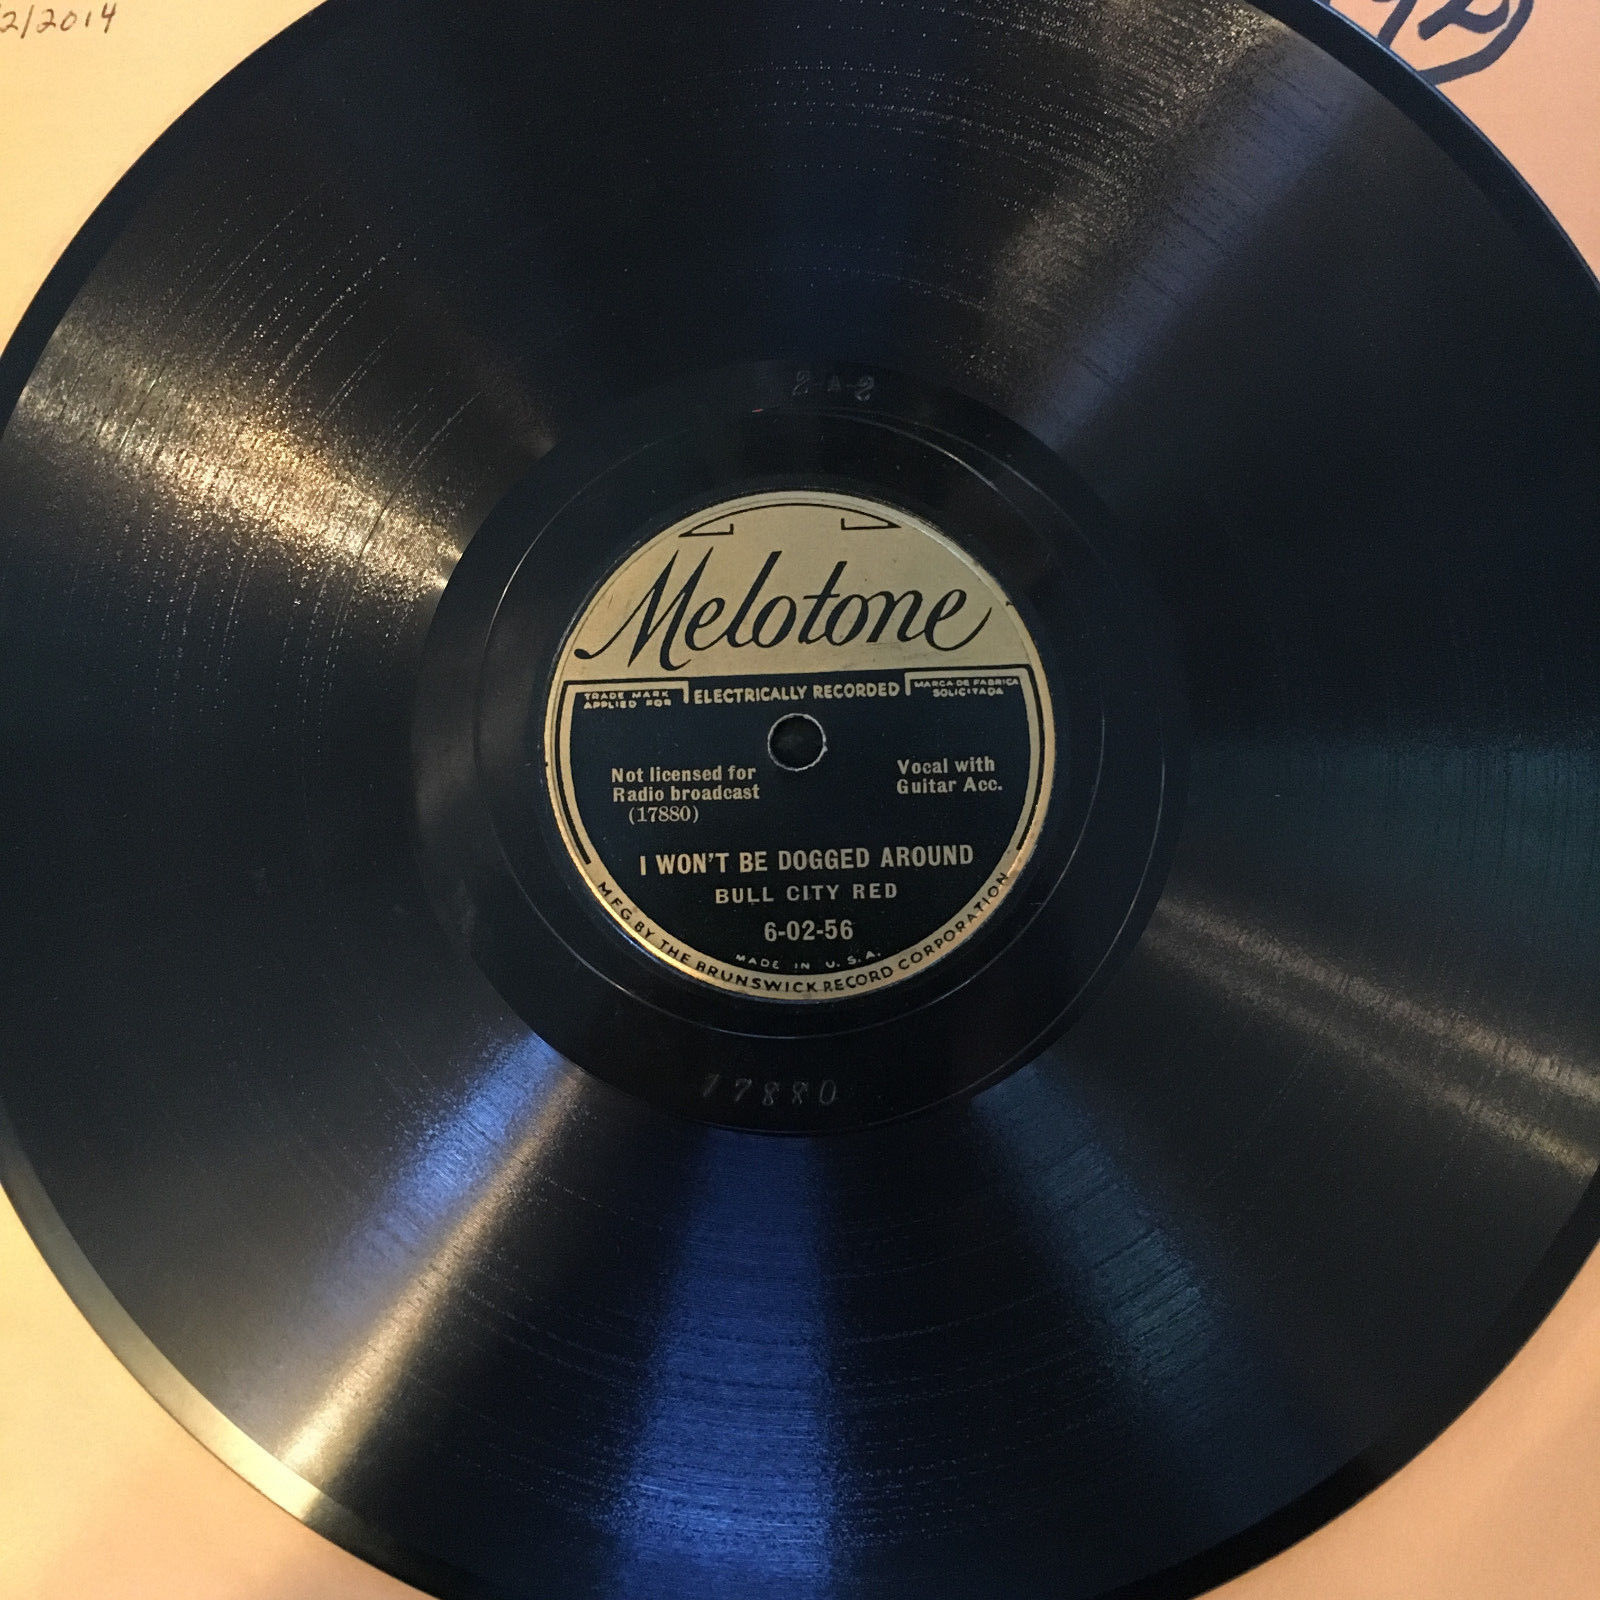 2/2014
2-A-2
Melotone
TRADE MARK
APPLIED FOR
ELECTRICALLY RECORDED
MARCA DE FABRICA
SOLICITADA
Not licensed for
Radio broadcast
(17880)
Vocal with
Guitar Acc.
I WON'T BE DOGGED AROUND
BULL CITY RED
6-02-56
MADE IN U.S.A.
MFG BY THE BRUNSWICK RECORD CORPORATION
17880